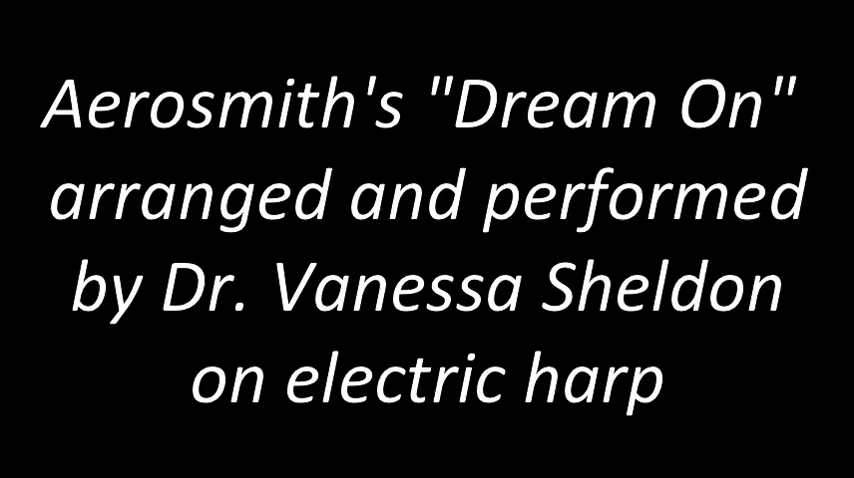 Aerosmith's "Dream On"
arranged and performed
by Dr. Vanessa Sheldon
on electric harp